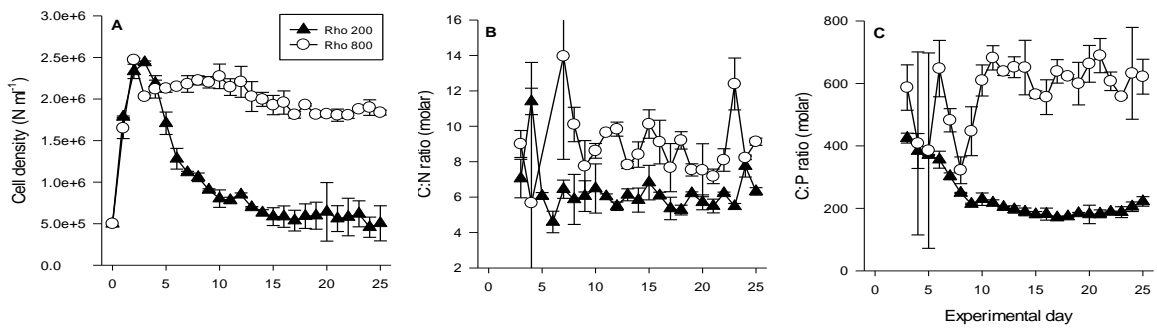 A
Rho 200
Rho 800
Cell density (N ml⁻¹)
3.0e+6
2.5e+6
2.0e+6
1.5e+6
1.0e+6
5.0e+5
0.0
0 5 10 15 20 25
B
C:N ratio (molar)
16
14
12
10
8
6
4
2
0 5 10 15 20 25
C
C:P ratio (molar)
800
600
400
200
0
0 5 10 15 20 25
Experimental day